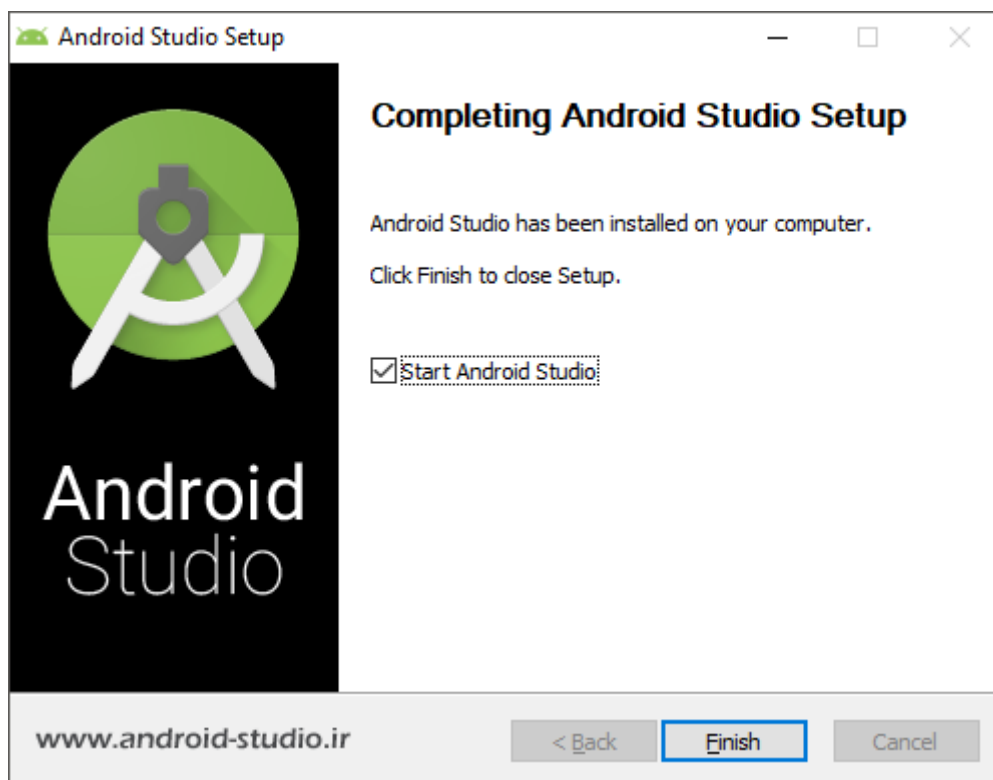 Android Studio Setup
Completing Android Studio Setup
Android Studio has been installed on your computer.
Click Finish to close Setup.
Start Android Studio
Android
Studio
www.android-studio.ir
< Back
Finish
Cancel